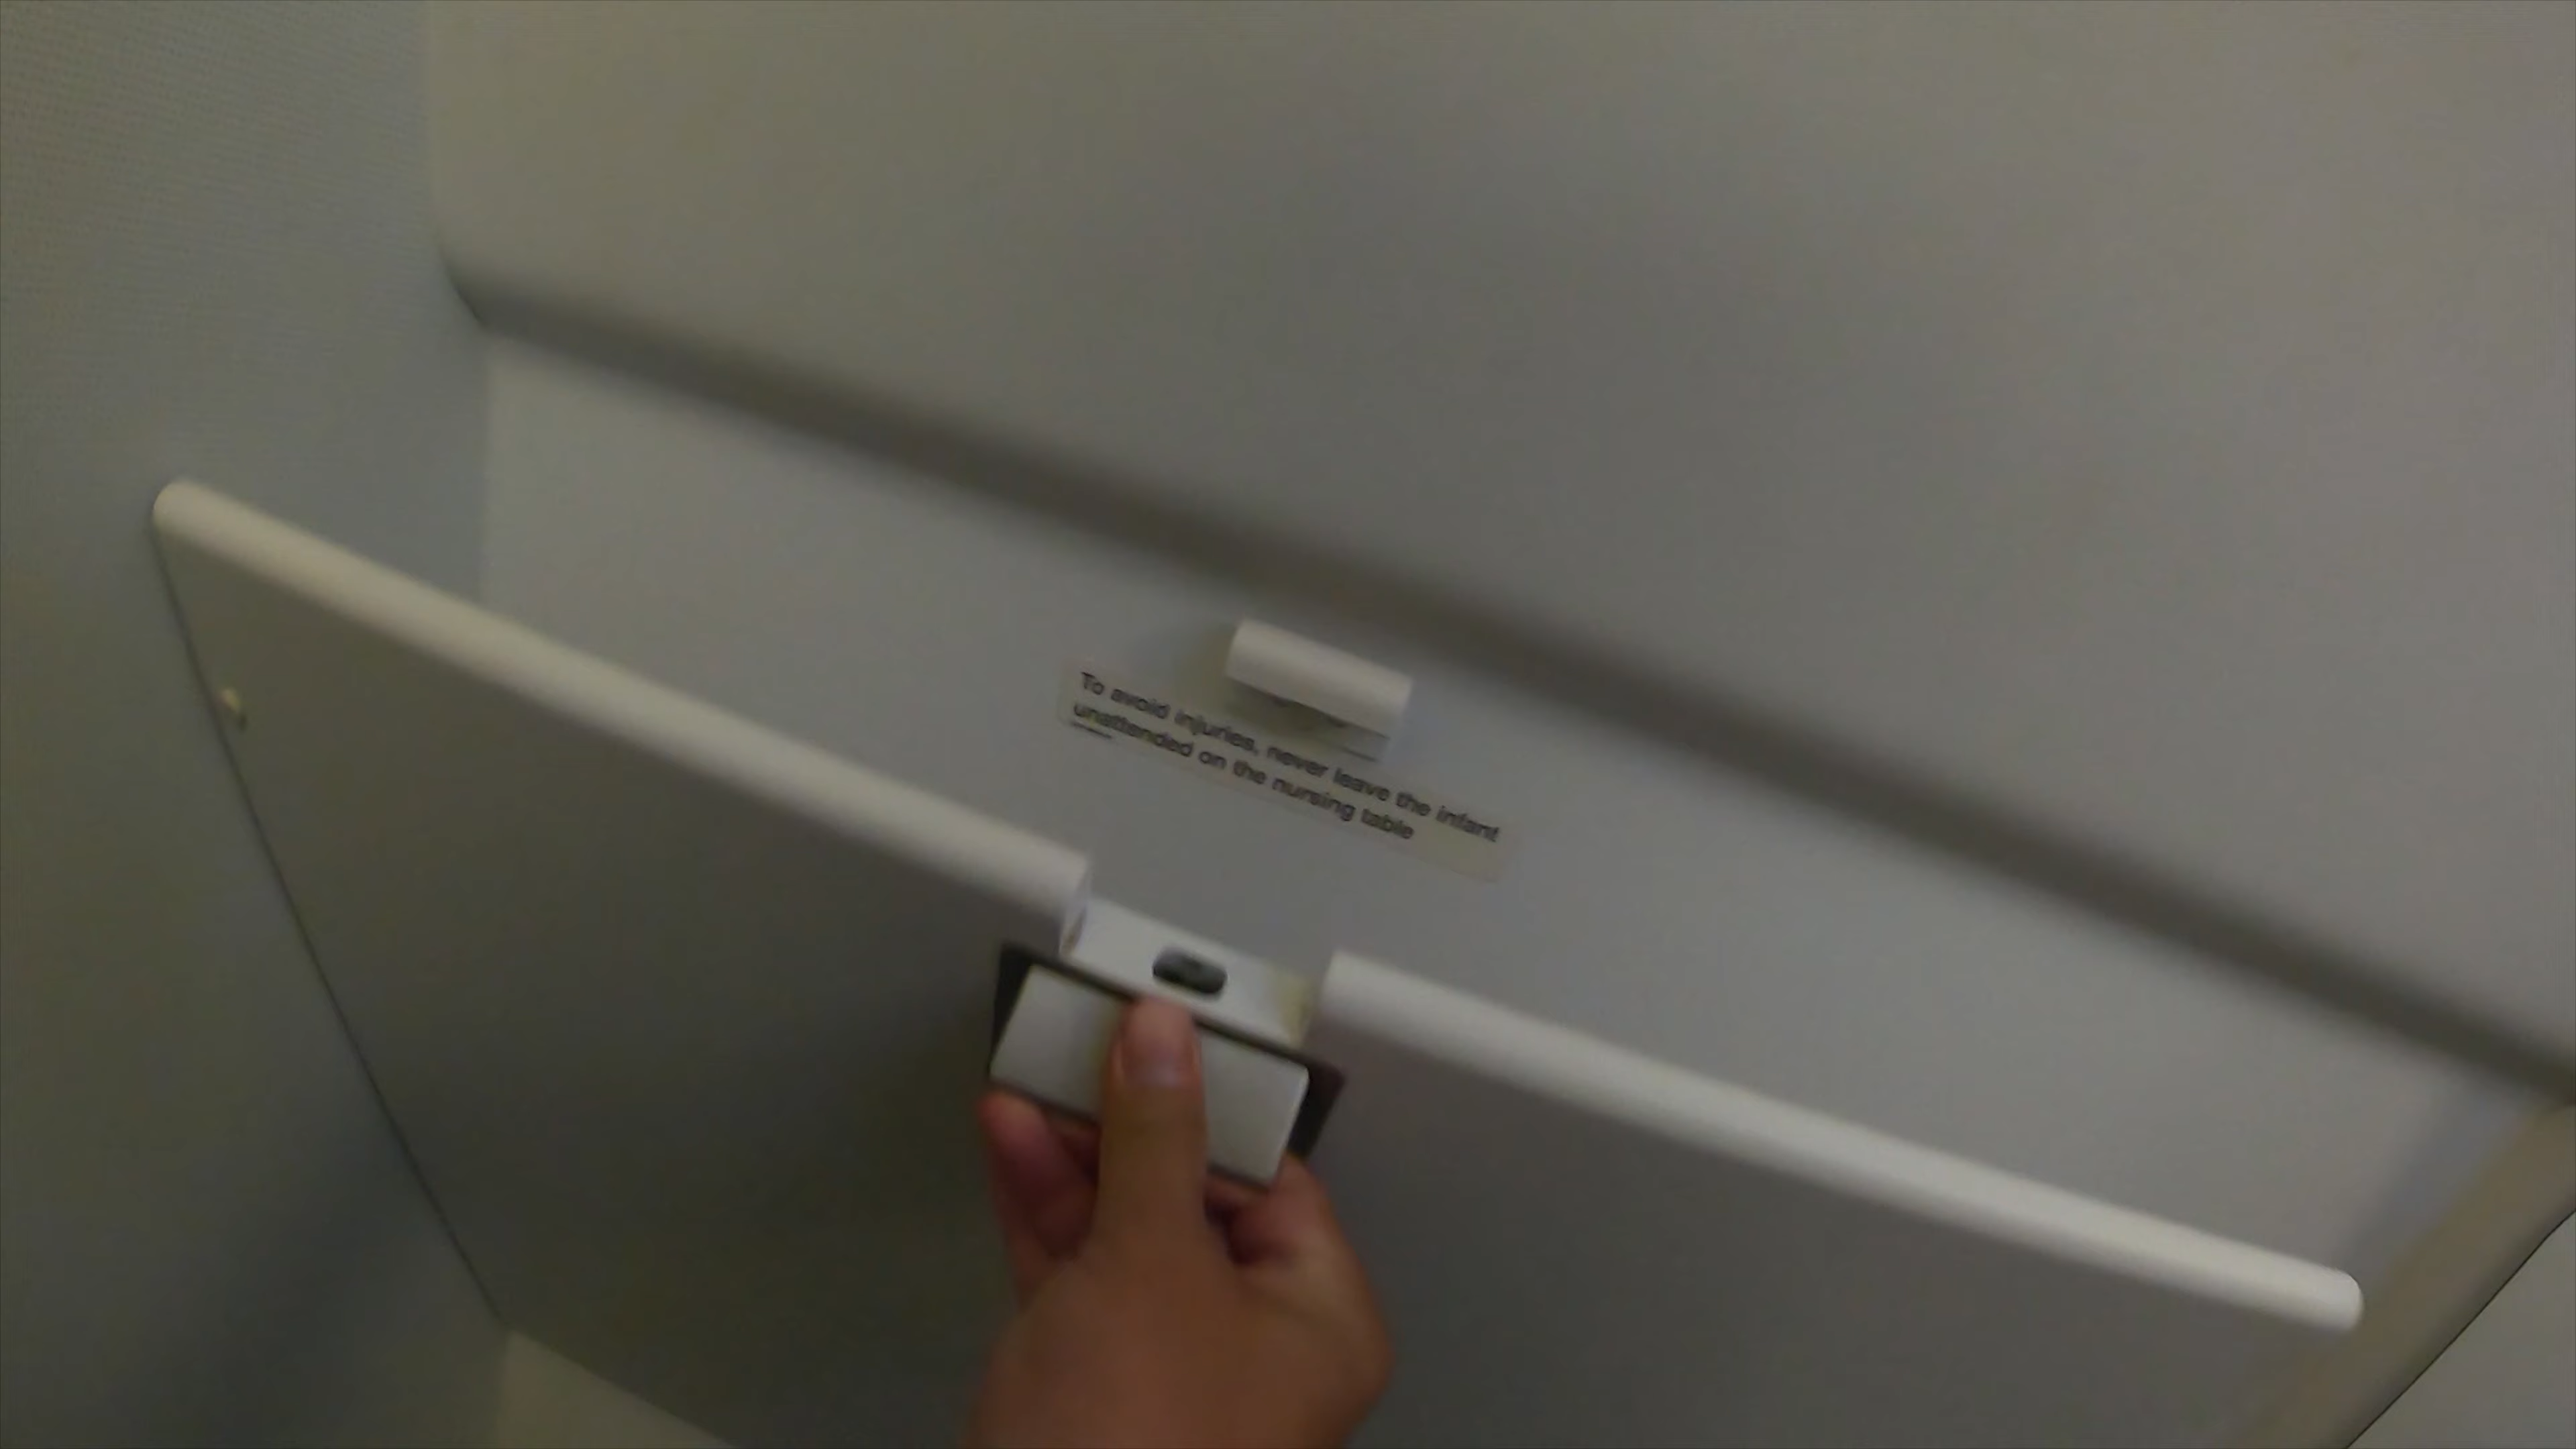 To avoid injuries, never leave the infant
unattended on the nursing table